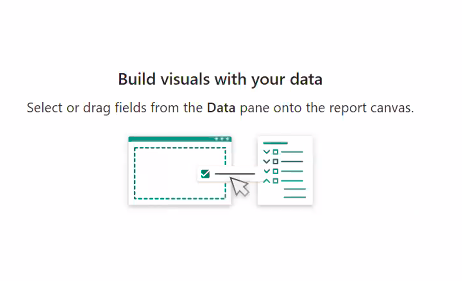 Build visuals with your data
Select or drag fields from the Data pane onto the report canvas.